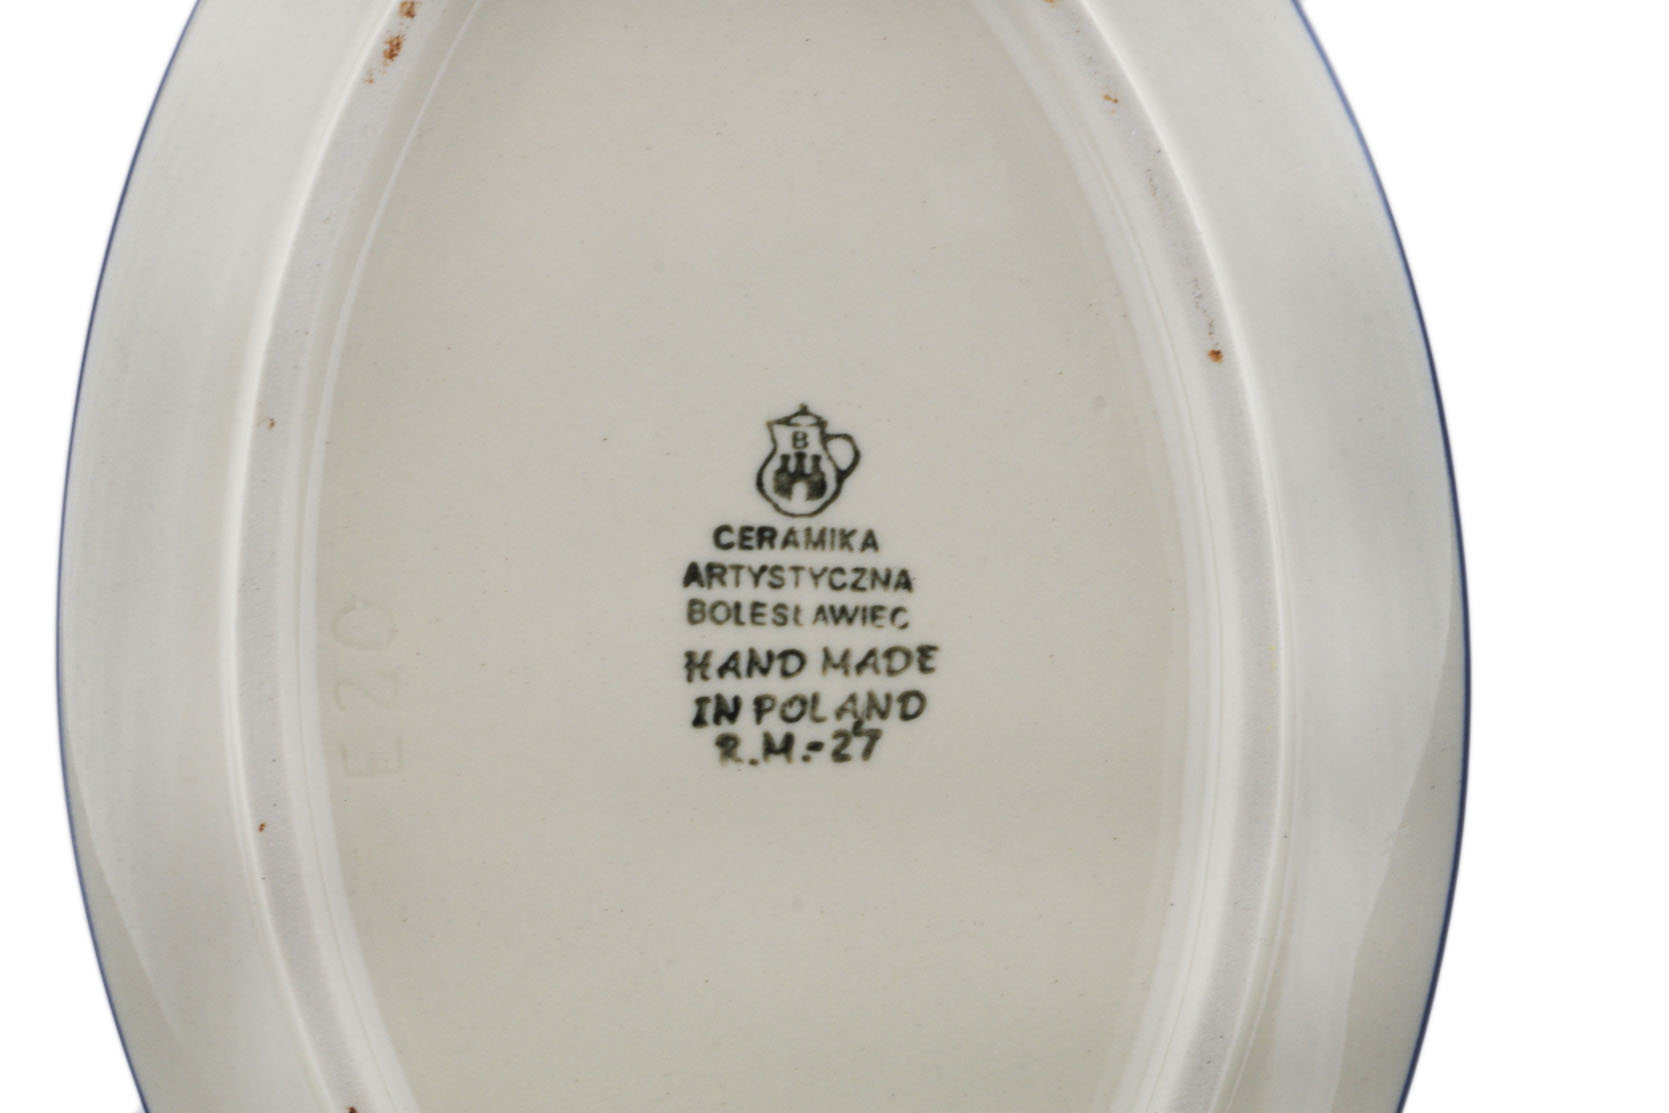 B
CERAMIKA
ARTYSTYCZNA
BOLESŁAWIEC
HAND MADE
IN POLAND
R.M.-27
E20